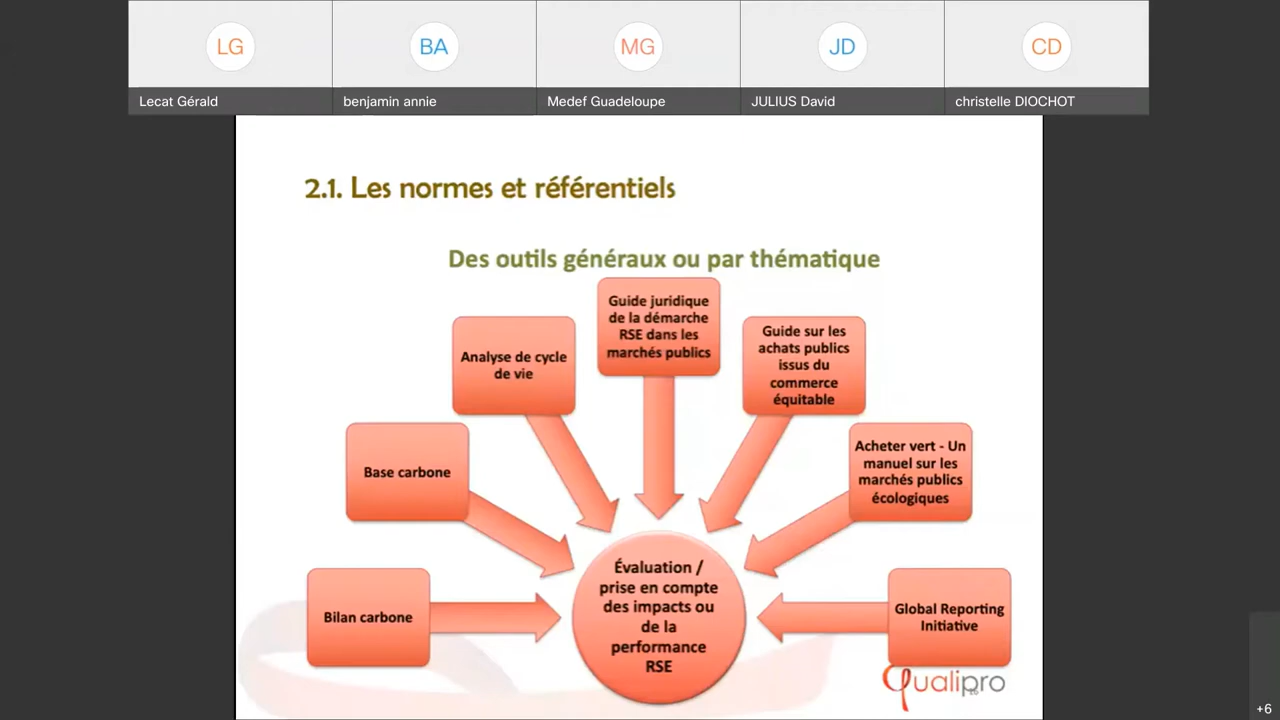 LG
BA
MG
JD
CD
Lecat Gérald
benjamin annie
Medef Guadeloupe
JULIUS David
christelle DIOCHOT
2.1. Les normes et référentiels
Des outils généraux ou par thématique
Guide juridique
de la démarche
RSE dans les
marchés publics
Analyse de cycle
de vie
Guide sur les
achats publics
issus du
commerce
équitable
Base carbone
Acheter vert - Un
manuel sur les
marchés publics
écologiques
Bilan carbone
Évaluation /
prise en compte
des impacts ou
de la
performance
RSE
Global Reporting
Initiative
Qualipro
+6